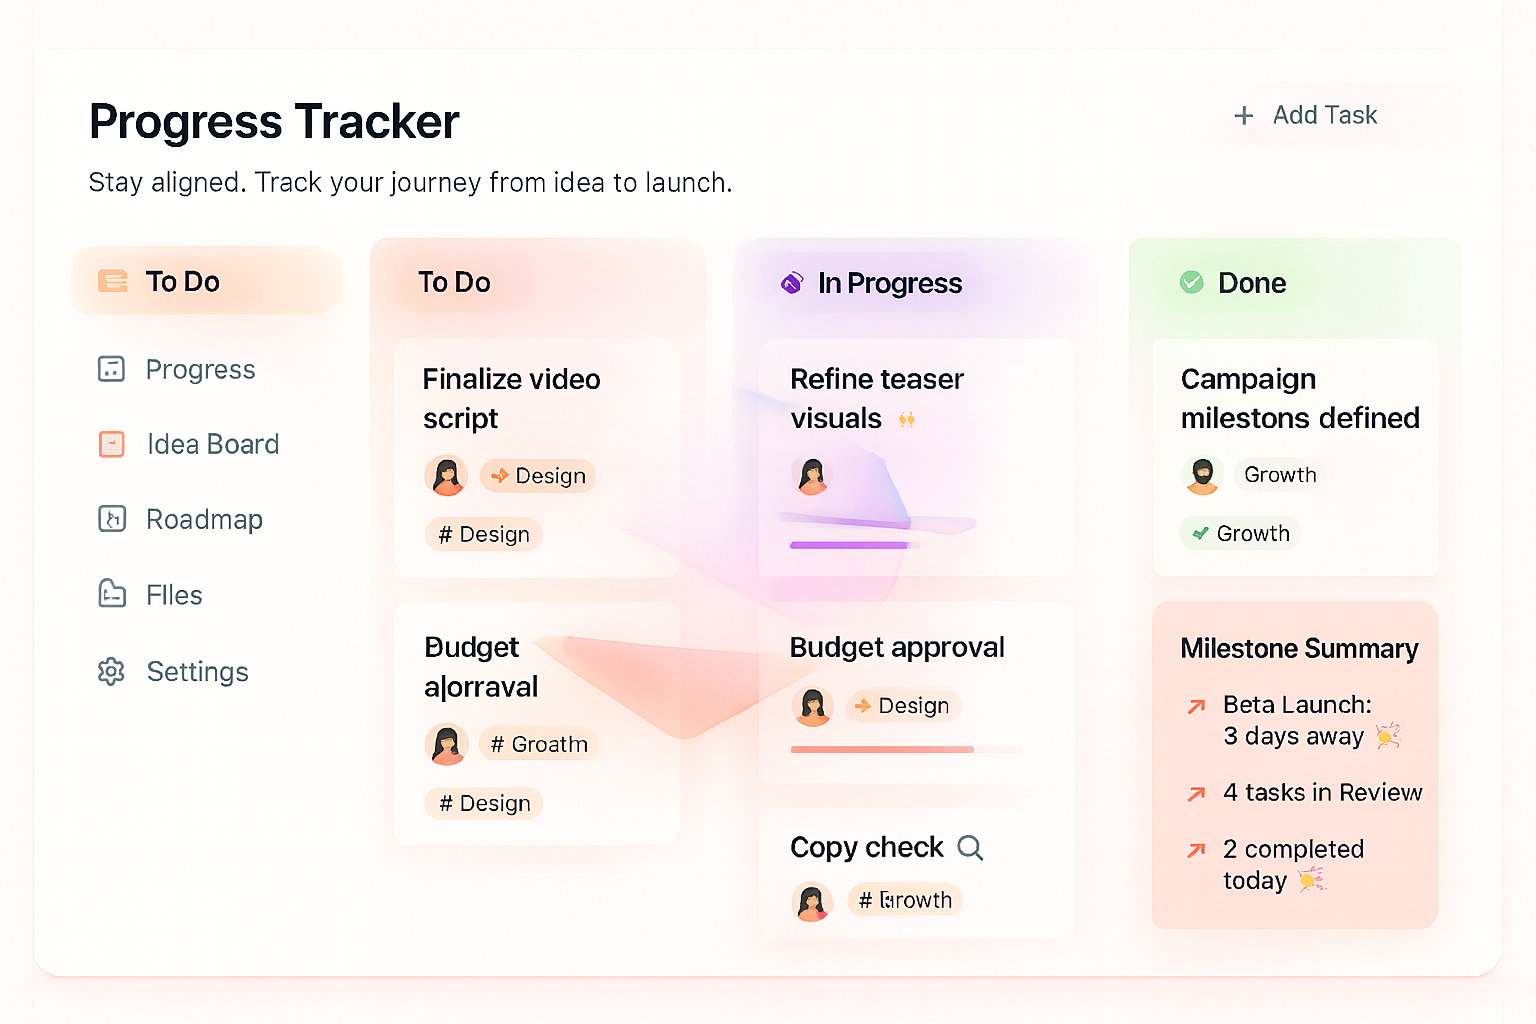 Progress Tracker
+ Add Task
Stay aligned. Track your journey from idea to launch.
To Do
Progress
Idea Board
Roadmap
FIles
Settings
To Do
Finalize video
script
Design
# Design
Budget
a|orraval
# Groatm
# Design
In Progress
Refine teaser
visuals
Budget approval
Design
Copy check
# Growth
Done
Campaign
milestons defined
Growth
Growth
Milestone Summary
Beta Launch:
3 days away
4 tasks in Review
2 completed
today